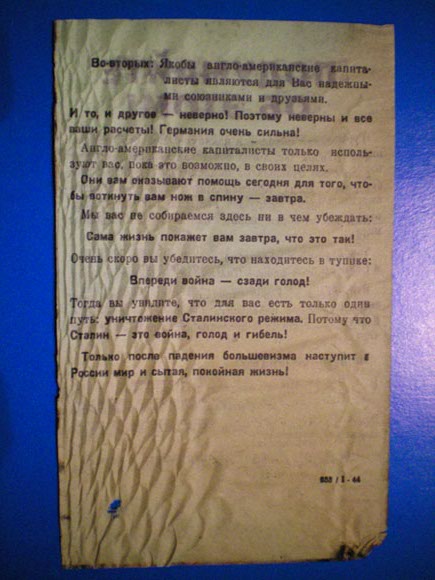 Во-вторых: Якобы англо-американские капита-
листы являются для Вас надежны-
ми союзниками и друзьями.
И то, и другое — неверно! Поэтому неверны и все
ваши расчеты! Германия очень сильна!
Англо-американские капиталисты только исполь-
зуют вас, пока это возможно, в своих целях.
Они вам оказывают помощь сегодня для того, что-
бы воткнуть вам нож в спину — завтра.
Мы вас не собираемся здесь ни в чем убеждать:
Сама жизнь покажет вам завтра, что это так!
Очень скоро вы убедитесь, что находитесь в тупике:
Впереди война — сзади голод!
Тогда вы увидите, что для вас есть только один
путь: уничтожение Сталинского режима. Потому что
Сталин — это война, голод и гибель!
Только после падения большевизма наступит в
России мир и сытая, покойная жизнь!
/ I - 44